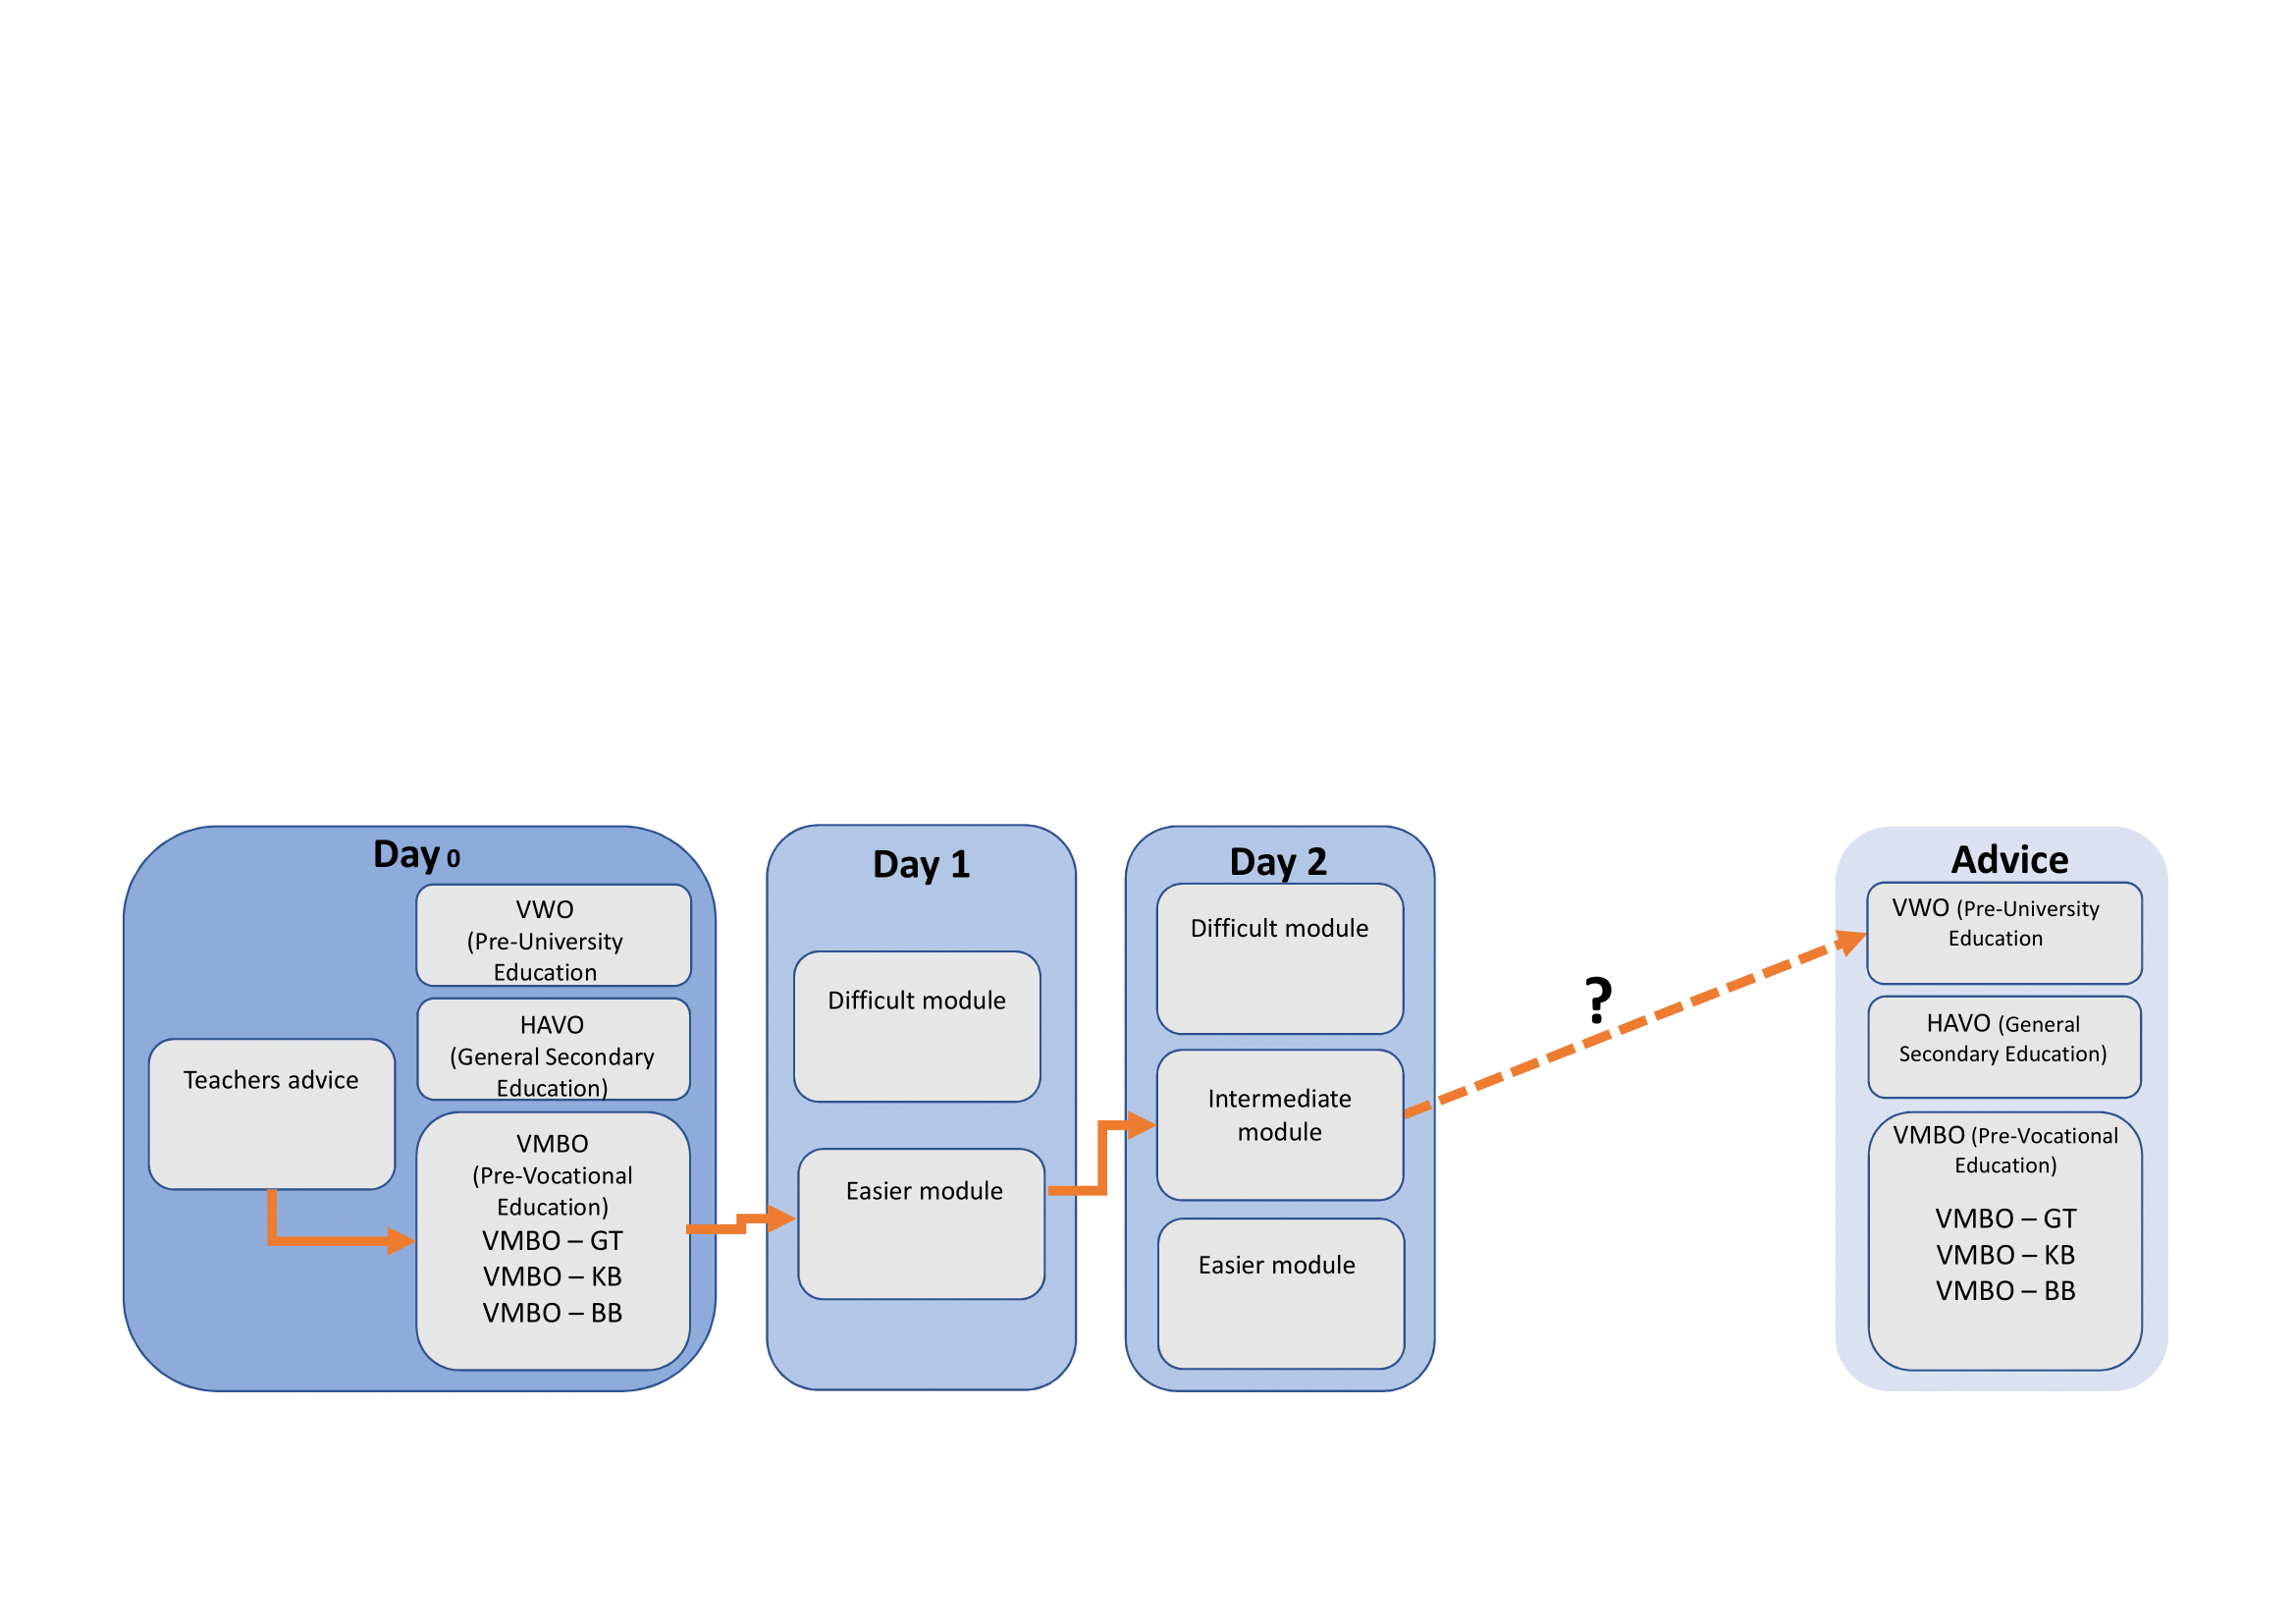 Day 0
Teachers advice
VWO
(Pre-University
Education
HAVO
(General Secondary
Education)
VMBO
(Pre-Vocational
Education)
VMBO – GT
VMBO – KB
VMBO – BB
Day 1
Difficult module
Easier module
Day 2
Difficult module
Intermediate
module
Easier module
?
Advice
VWO (Pre-University
Education
HAVO (General
Secondary Education)
VMBO (Pre-Vocational
Education)
VMBO – GT
VMBO – KB
VMBO – BB